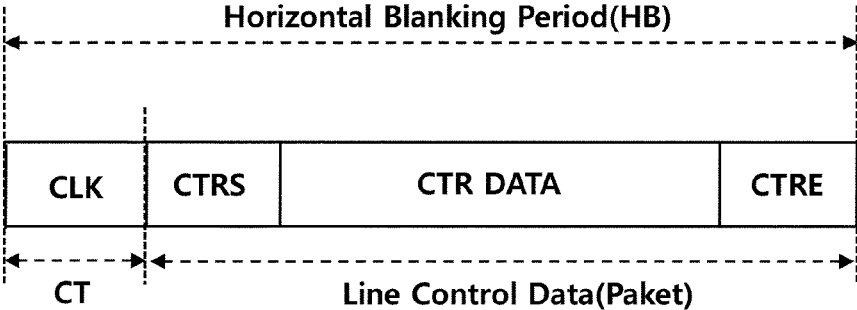 Horizontal Blanking Period(HB)
CLK CTRS CTR DATA CTRE
CT Line Control Data(Paket)